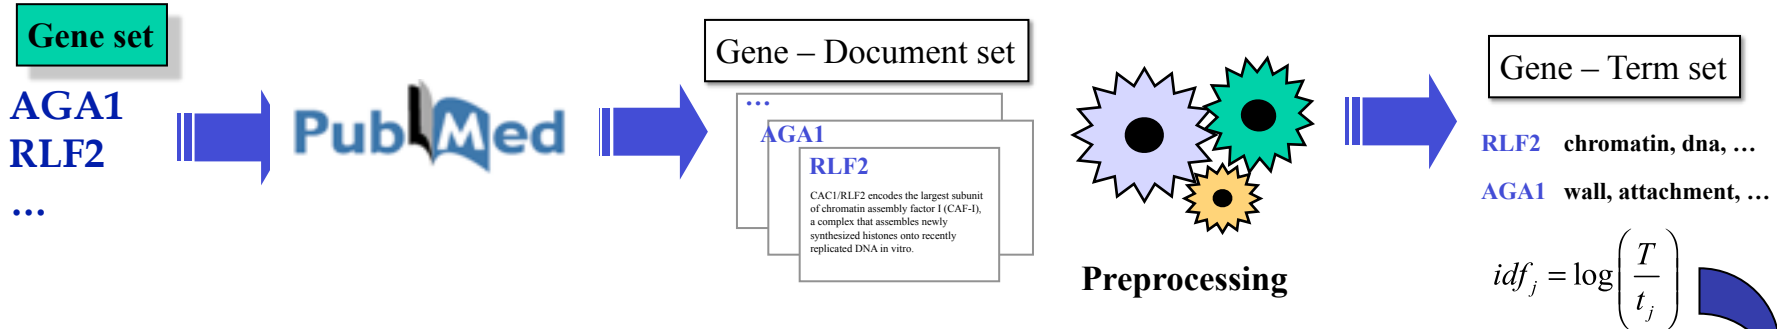 Gene set
AGA1
RLF2
...
PubMed
Gene – Document set
...
AGA1
RLF2
CAC1/RLF2 encodes the largest subunit
of chromatin assembly factor I (CAF-I),
a complex that assembles newly
synthesized histones onto recently
replicated DNA in vitro.
Preprocessing
Gene – Term set
RLF2 chromatin, dna, …
AGA1 wall, attachment, …
idf_j = log(T / t_j)